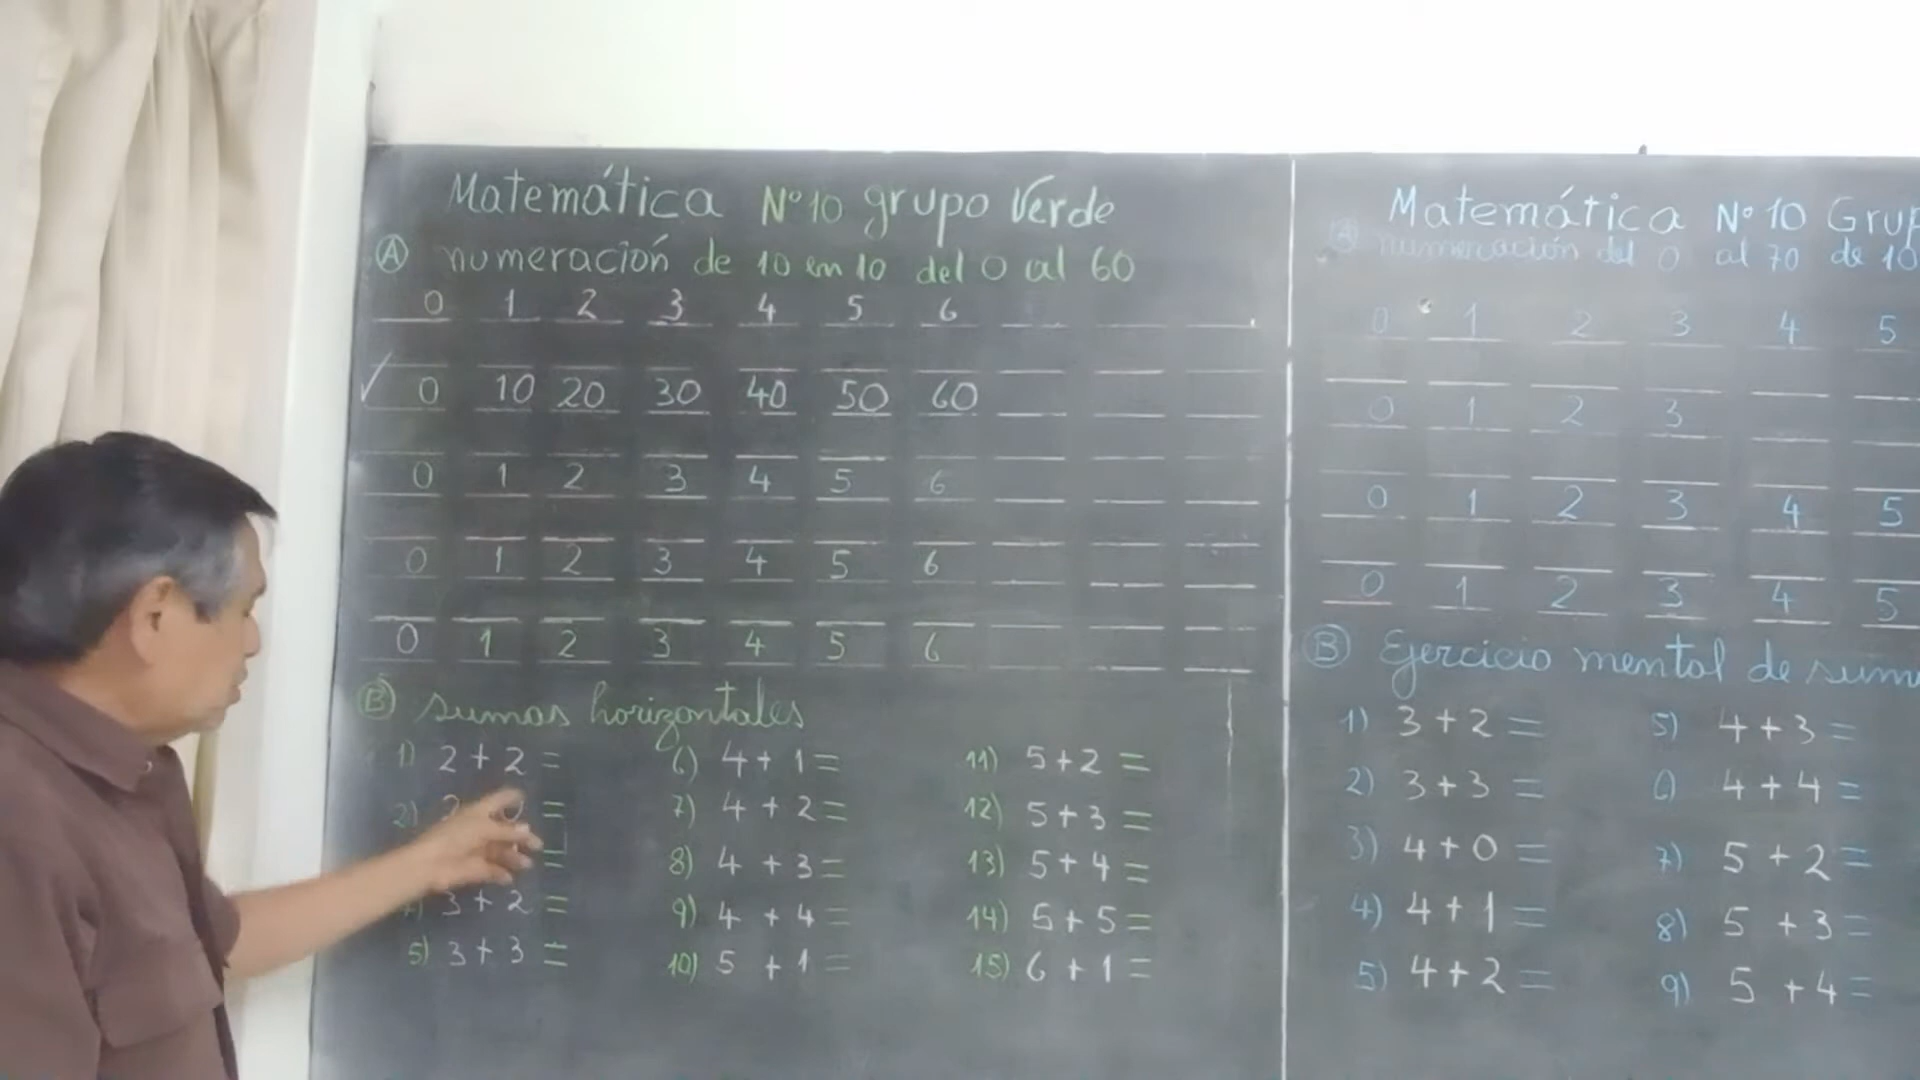 Matemática Nº 10 grupo Verde
Ⓐ numeración de 10 en 10 del 0 al 60
0 1 2 3 4 5 6
✓ 0 10 20 30 40 50 60
0 1 2 3 4 5 6
0 1 2 3 4 5 6
0 1 2 3 4 5 6
Ⓑ sumas horizontales
1) 2 + 2 =
2) =
=
3 + 2 =
5) 3 + 3 =
6) 4 + 1 =
7) 4 + 2 =
8) 4 + 3 =
9) 4 + 4 =
10) 5 + 1 =
11) 5 + 2 =
12) 5 + 3 =
13) 5 + 4 =
14) 5 + 5 =
15) 6 + 1 =
Matemática Nº 10 Grup
Ⓐ numeración del 0 al 70 de 10
0 1 2 3 4 5
0 1 2 3
0 1 2 3 4 5
0 1 2 3 4 5
Ⓑ Ejercicio mental de suma
1) 3 + 2 =
2) 3 + 3 =
3) 4 + 0 =
4) 4 + 1 =
5) 4 + 2 =
5) 4 + 3 =
6) 4 + 4 =
7) 5 + 2 =
8) 5 + 3 =
9) 5 + 4 =